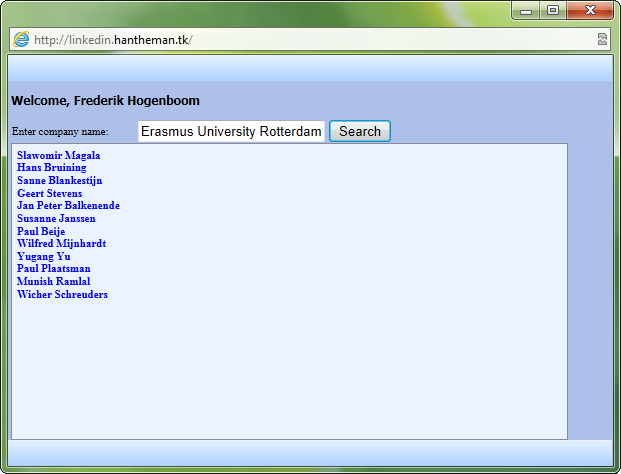 http://linkedin.hantheman.tk/
Welcome, Frederik Hogenboom
Enter company name: Erasmus University Rotterdam Search
Slawomir Magala
Hans Bruining
Sanne Blankestijn
Geert Stevens
Jan Peter Balkenende
Susanne Janssen
Paul Beije
Wilfred Mijnhardt
Yugang Yu
Paul Plaatsman
Munish Ramlal
Wicher Schreuders